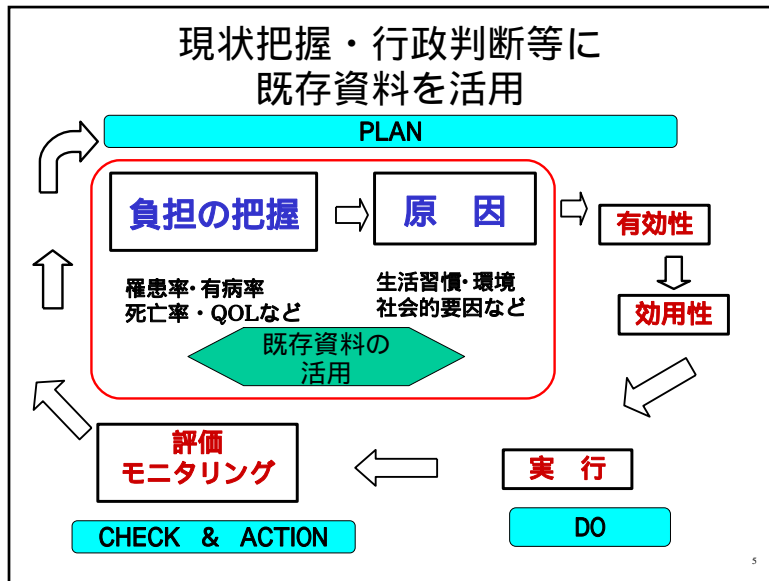 現状把握・行政判断等に
既存資料を活用
PLAN
負担の把握
原　因
有効性
罹患率・有病率
死亡率・QOLなど
生活習慣・環境
社会的要因など
効用性
既存資料の
活用
評価
モニタリング
実　行
CHECK & ACTION
DO
5